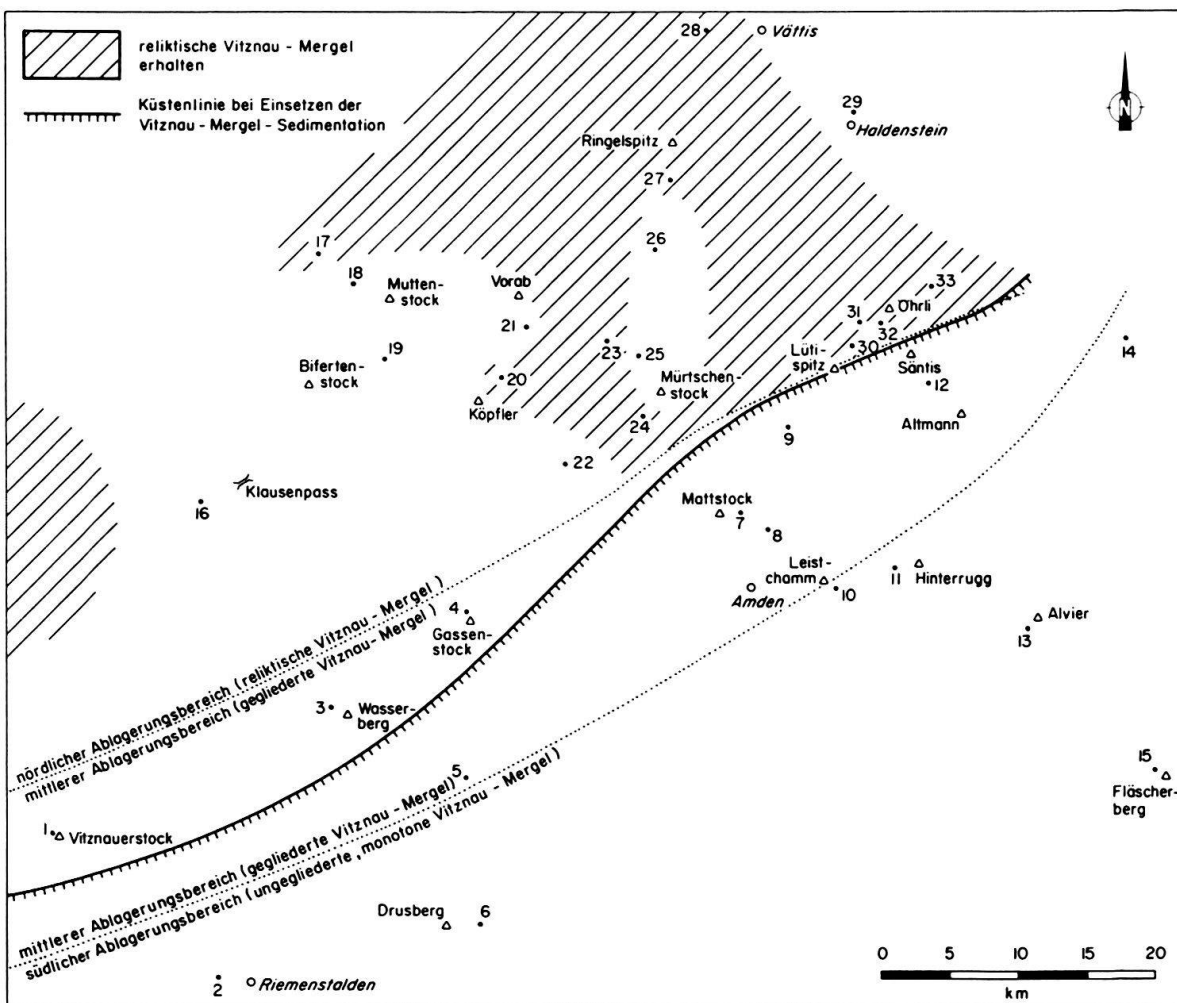 reliktische Vitznau - Mergel
erhalten
Küstenlinie bei Einsetzen der
Vitznau - Mergel - Sedimentation
28
Vättis
N
29
Haldenstein
Ringelspitz
27
26
17
18
Mutten-
stock
Vorab
21
33
Öhrli
31
32
30
Lüti-
spitz
Säntis
14
19
Biferten-
stock
23
25
20
Mürtschen-
stock
12
Köpfler
Altmann
24
9
22
Klausenpass
16
Mattstock
7
8
Leist-
chamm
11
Hinterrugg
Amden
10
4
Gassen-
stock
Alvier
13
nördlicher Ablagerungsbereich (reliktische Vitznau - Mergel)
mittlerer Ablagerungsbereich (gegliederte Vitznau - Mergel)
3
Wasser-
berg
5
15
Fläscher-
berg
1
Vitznauerstock
mittlerer Ablagerungsbereich (gegliederte Vitznau - Mergel)
südlicher Ablagerungsbereich (ungegliederte, monotone Vitznau - Mergel)
Drusberg
6
2
Riemenstalden
0 5 10 15 20
km